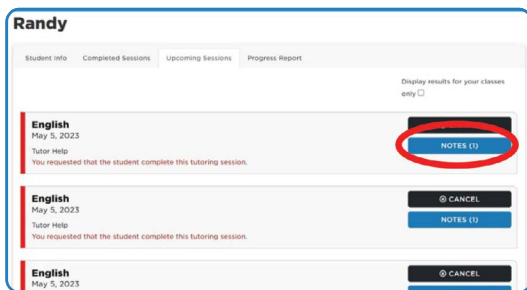 Randy
Student Info Completed Sessions Upcoming Sessions Progress Report
Display results for your classes
only
English
May 5, 2023
Tutor Help
You requested that the student complete this tutoring session.
NOTES (1)
English
May 5, 2023
Tutor Help
You requested that the student complete this tutoring session.
CANCEL
NOTES (1)
English
May 5, 2023
CANCEL